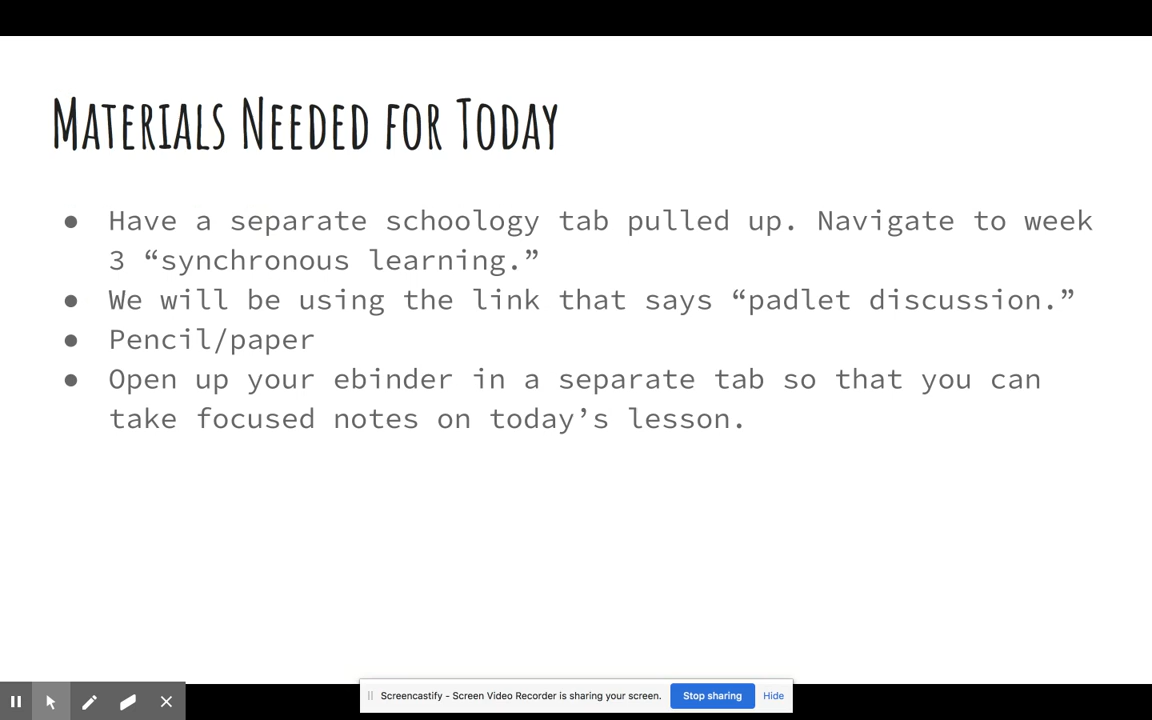 Materials Needed for Today
● Have a separate schoology tab pulled up. Navigate to week
3 “synchronous learning.”
● We will be using the link that says “padlet discussion.”
● Pencil/paper
● Open up your ebinder in a separate tab so that you can
take focused notes on today’s lesson.
Screencastify - Screen Video Recorder is sharing your screen. Stop sharing Hide